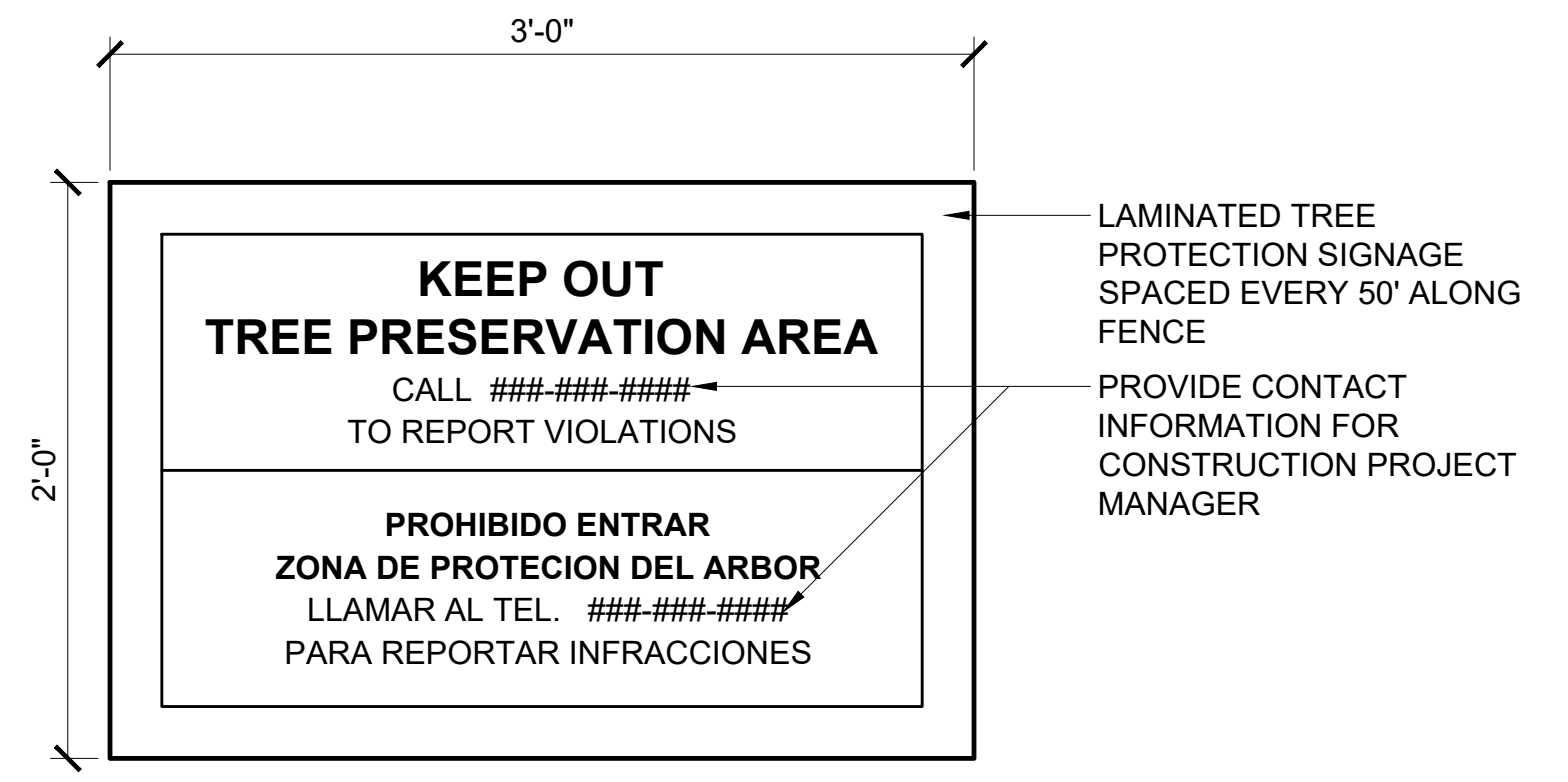 3'-0"
2'-0"
KEEP OUT
TREE PRESERVATION AREA
CALL ###-###-####
TO REPORT VIOLATIONS
PROHIBIDO ENTRAR
ZONA DE PROTECION DEL ARBOR
LLAMAR AL TEL. ###-###-####
PARA REPORTAR INFRACCIONES
LAMINATED TREE
PROTECTION SIGNAGE
SPACED EVERY 50' ALONG
FENCE
PROVIDE CONTACT
INFORMATION FOR
CONSTRUCTION PROJECT
MANAGER